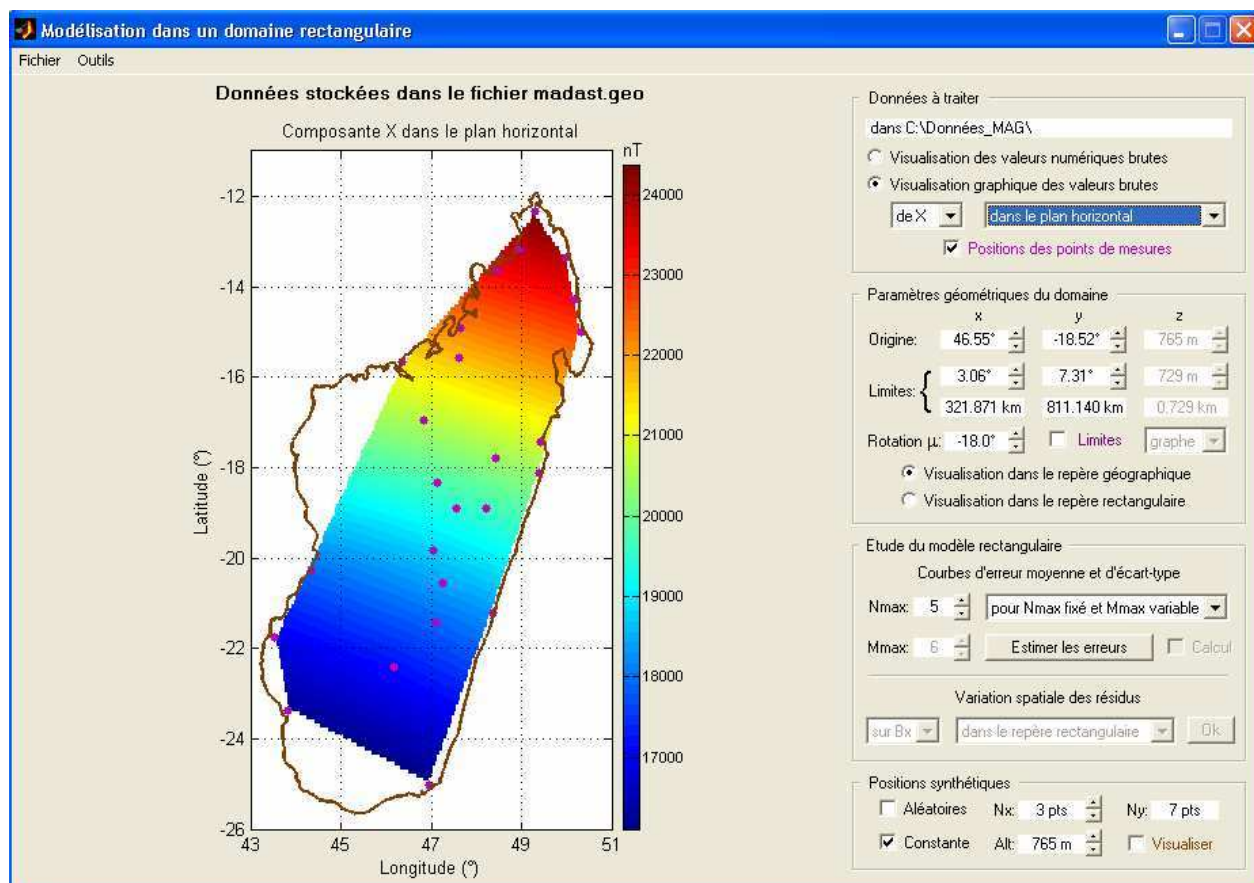 Modélisation dans un domaine rectangulaire
Fichier Outils
Données stockées dans le fichier madast.geo
Composante X dans le plan horizontal
nT
-12
-14
-16
-18
-20
-22
-24
-26
43 45 47 49 51
Latitude (°)
Longitude (°)
24000
23000
22000
21000
20000
19000
18000
17000
Données à traiter
dans C:\Données_MAG\
Visualisation des valeurs numériques brutes
Visualisation graphique des valeurs brutes
de X dans le plan horizontal
Positions des points de mesures
Paramètres géométriques du domaine
x y z
Origine: 46.55° -18.52° 765 m
Limites: { 3.06° 7.31° 729 m
321.871 km 811.140 km 0.729 km
Rotation µ: -18.0° Limites graphe
Visualisation dans le repère géographique
Visualisation dans le repère rectangulaire
Etude du modèle rectangulaire
Courbes d'erreur moyenne et d'écart-type
Nmax: 5 pour Nmax fixé et Mmax variable
Mmax: 6 Estimer les erreurs Calcul
Variation spatiale des résidus
sur Bx dans le repère rectangulaire Ok
Positions synthétiques
Aléatoires Nx: 3 pts Ny: 7 pts
Constante Alt: 765 m Visualiser